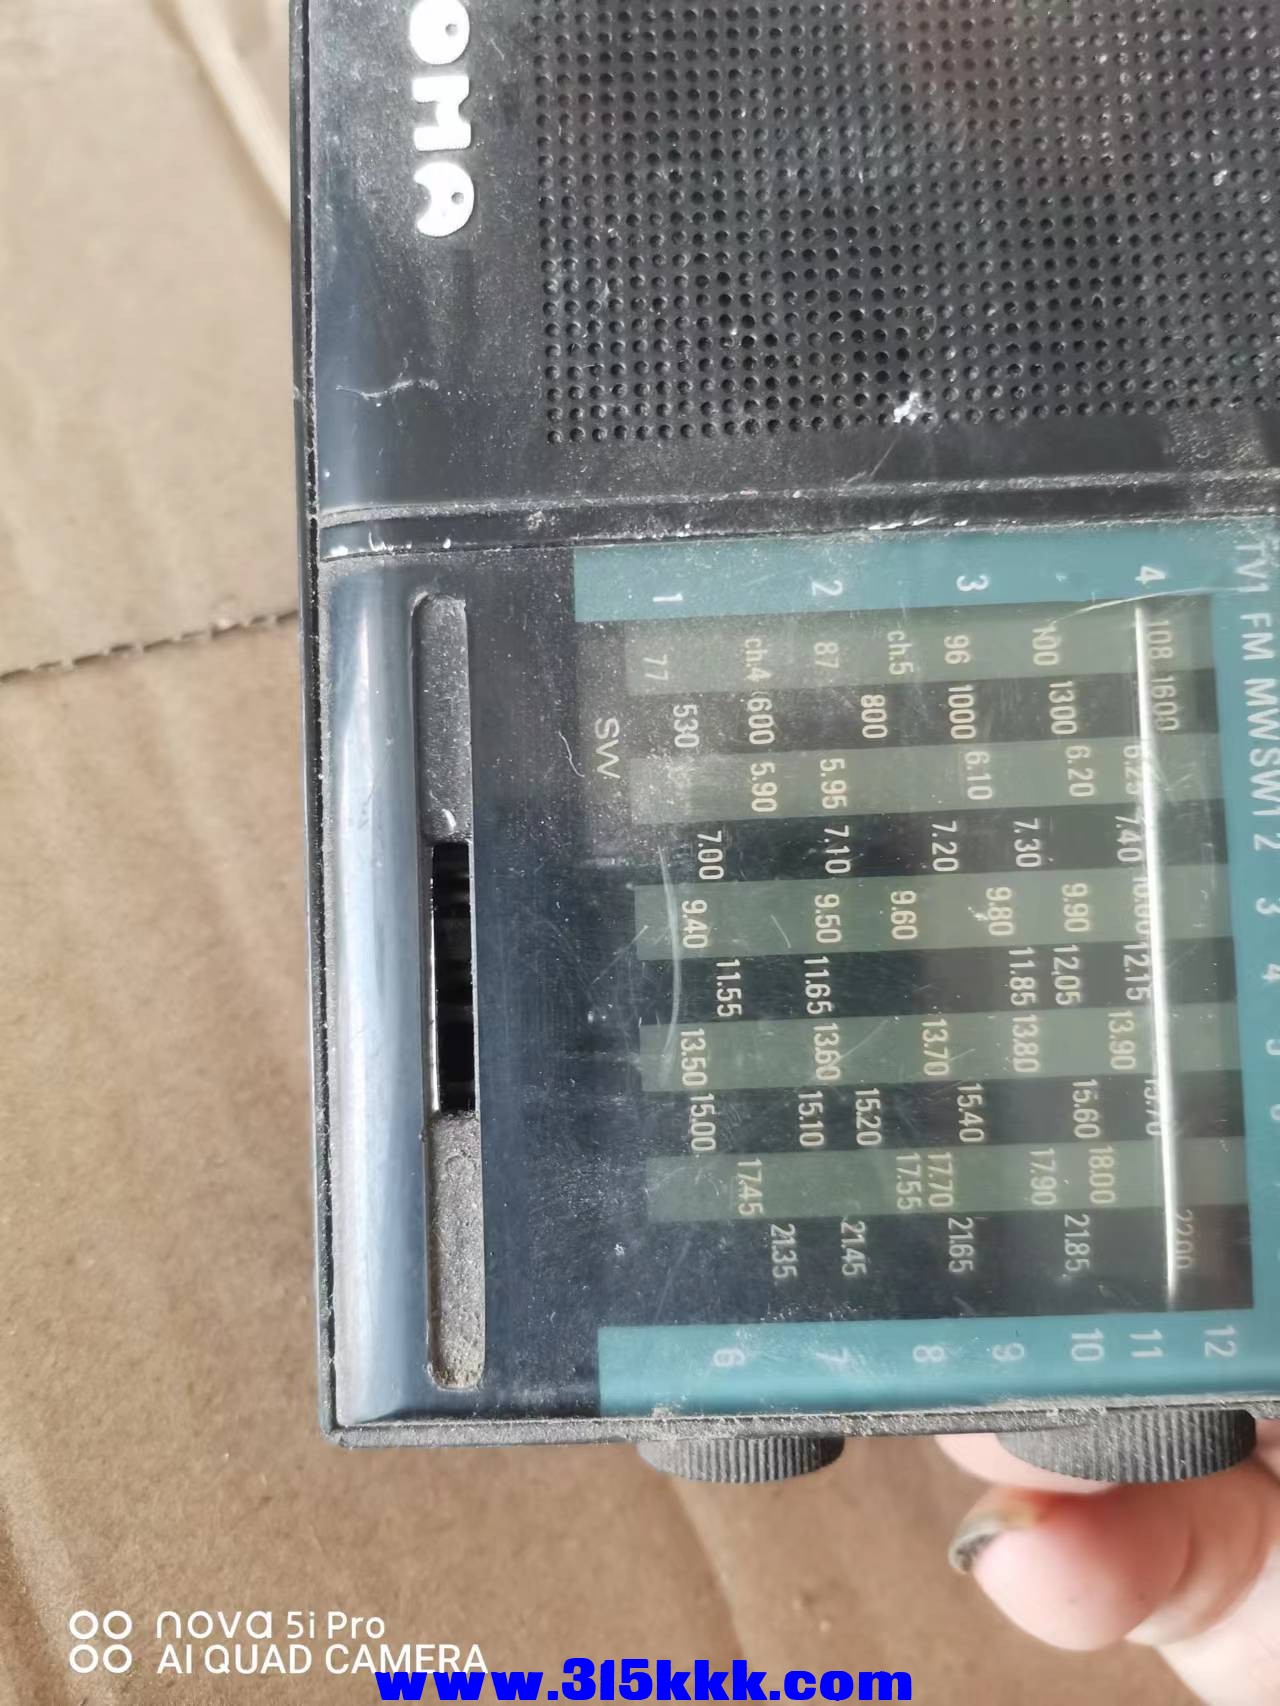 OMA
1 2 3 4
TV1 FM MW SW1 2 3 4 5
77 ch.4 87 ch.5 96 100 108
530 600 800 1000 1300 1600
SW
5.90 5.95 6.10 6.20
7.00 7.10 7.20 7.30 7.40
9.40 9.50 9.60 9.80 9.90
11.55 11.65 11.85 12.05 12.15
13.50 13.60 13.70 13.80 13.90
15.00 15.10 15.20 15.40 15.60
17.45 17.55 17.70 17.90 18.00
21.35 21.45 21.65 21.85
6 7 8 9 10 11 12
nova 5i Pro
AI QUAD CAMERA
www.315kkk.com